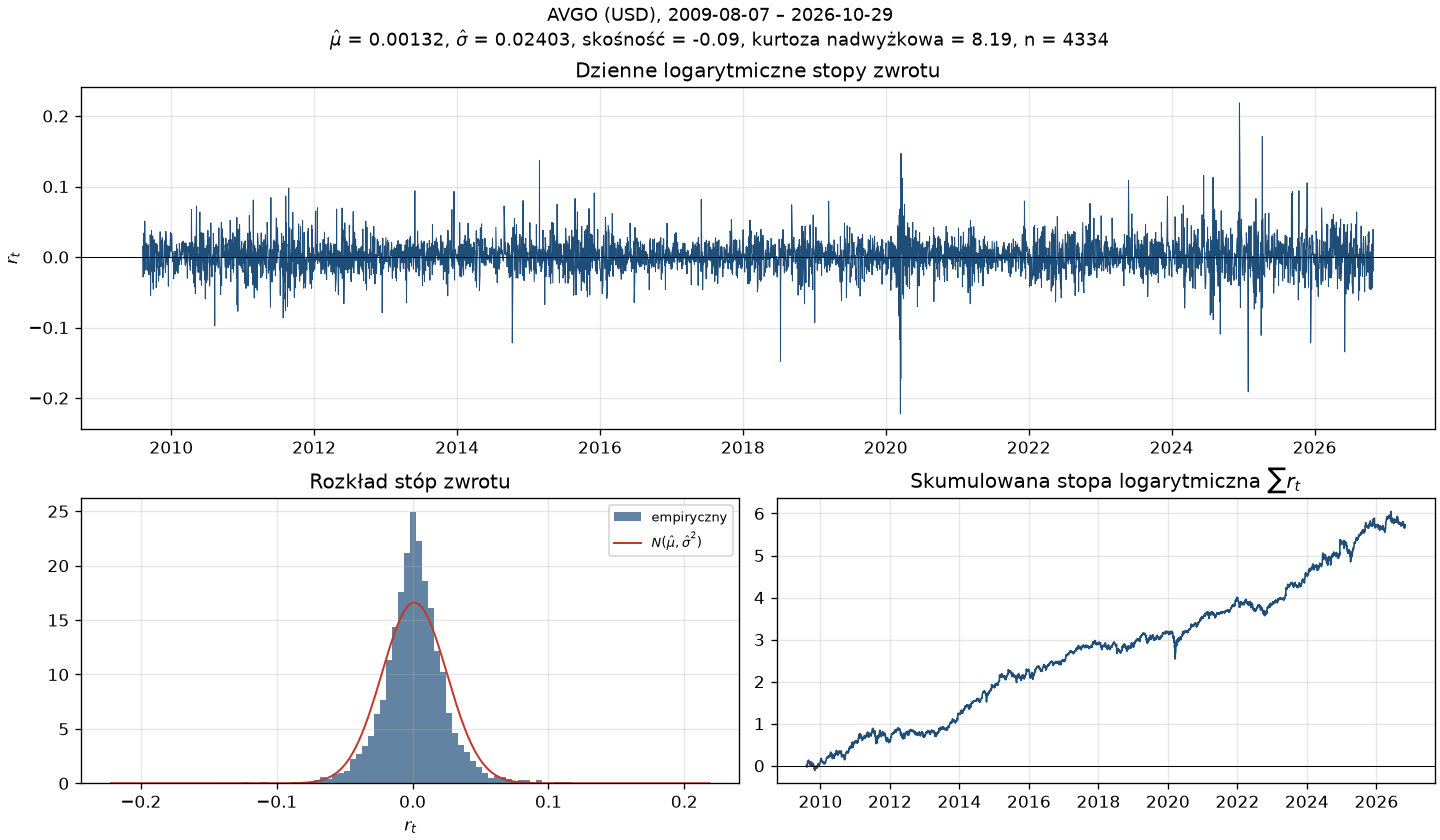 AVGO (USD), 2009-08-07 – 2026-10-29
μ̂ = 0.00132, σ̂ = 0.02403, skośność = -0.09, kurtoza nadwyżkowa = 8.19, n = 4334
Dzienne logarytmiczne stopy zwrotu
0.2
0.1
0.0
−0.1
−0.2
r_t
2010 2012 2014 2016 2018 2020 2022 2024 2026
Rozkład stóp zwrotu
25
20
15
10
5
0
empiryczny
N(μ̂, σ̂²)
−0.2 −0.1 0.0 0.1 0.2
r_t
Skumulowana stopa logarytmiczna ∑r_t
6
5
4
3
2
1
0
2010 2012 2014 2016 2018 2020 2022 2024 2026